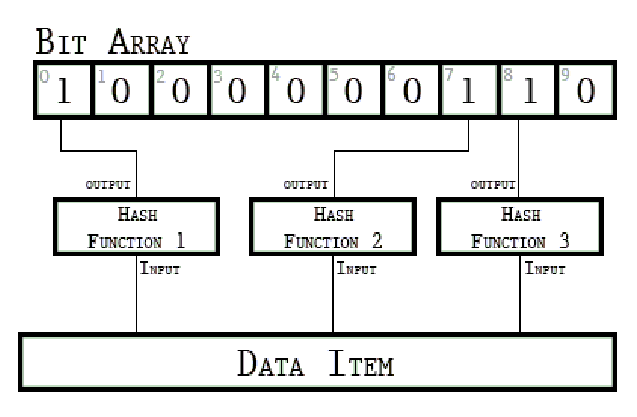 Bit Array
0 1 1 0 2 0 3 0 4 0 5 0 6 0 7 1 8 1 9 0
output output output
Hash Hash Hash
Function 1 Function 2 Function 3
Input Input Input
Data Item